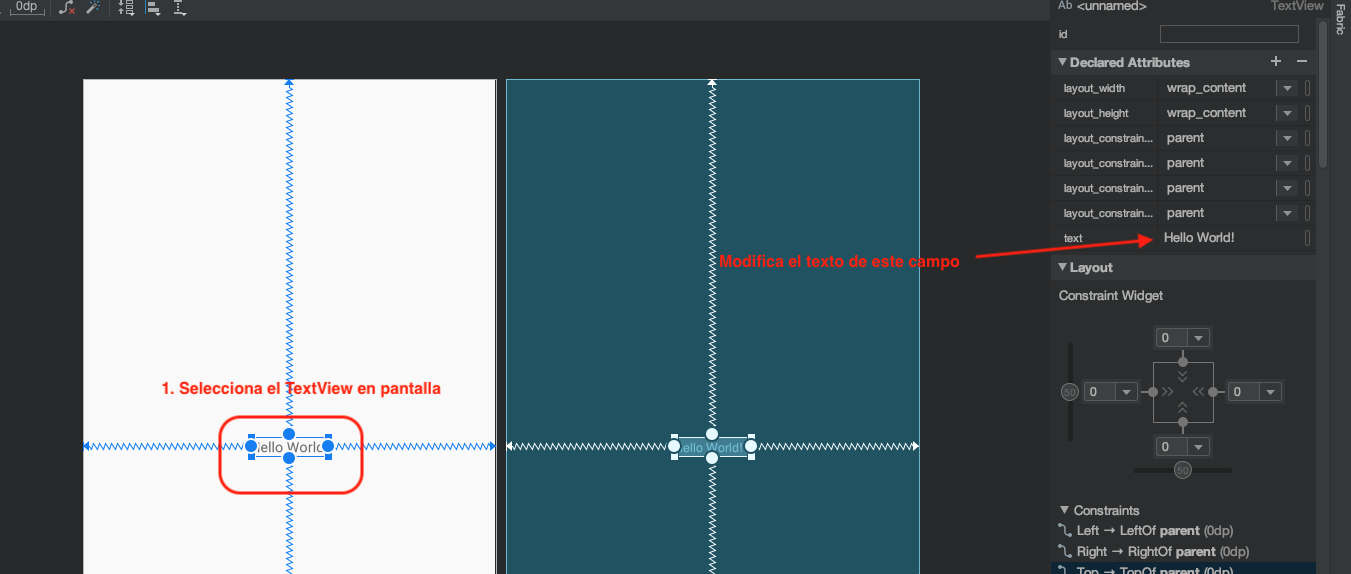 0dp
Ab <unnamed> TextView
Fabric
id
Declared Attributes + −
layout_width wrap_content
layout_height wrap_content
layout_constrain... parent
layout_constrain... parent
layout_constrain... parent
layout_constrain... parent
text Hello World!
Modifica el texto de este campo
Layout
Constraint Widget
0
50 0 0
0
50
1. Selecciona el TextView en pantalla
Hello World
Hello World!
Constraints
Left → LeftOf parent (0dp)
Right → RightOf parent (0dp)
Top → TopOf parent (0dp)